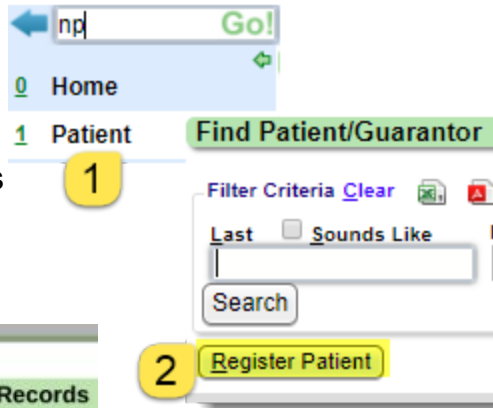 np Go!
0 Home
1 Patient
1
s
Find Patient/Guarantor
Filter Criteria Clear
Last Sounds Like
Search
2
Register Patient
Records